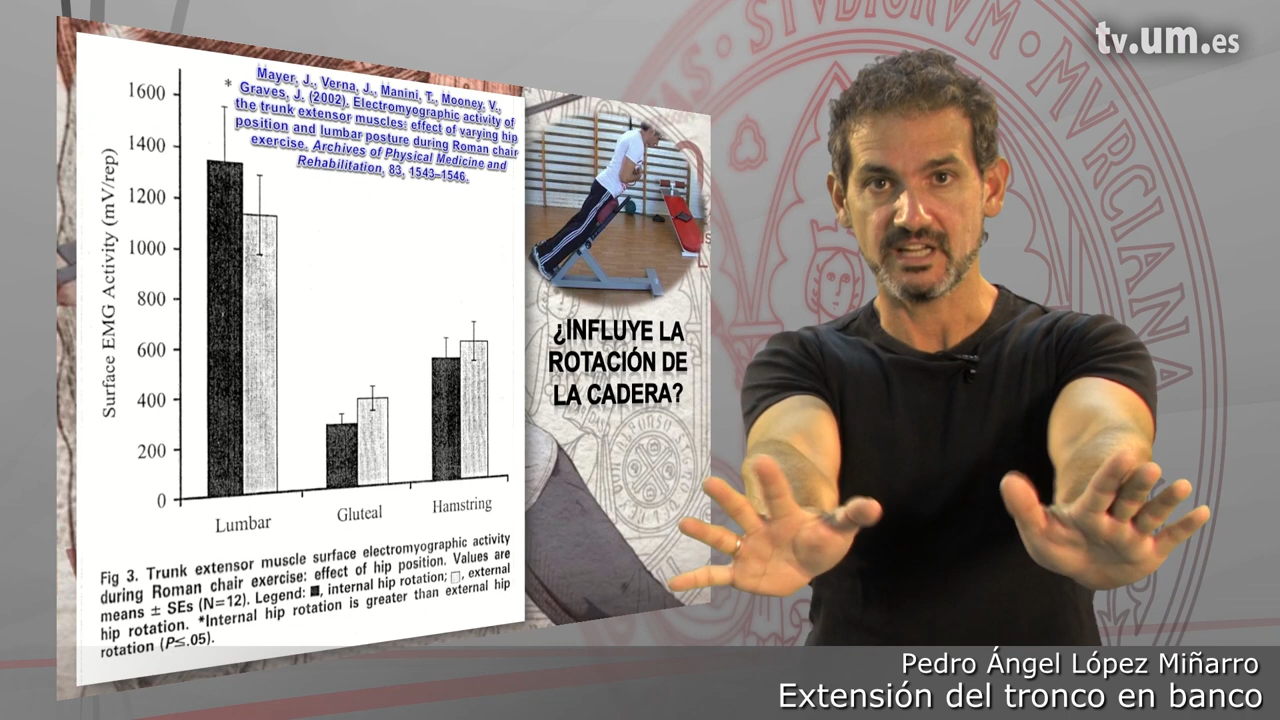 tv.um.es
STVDIORVM
MVRCIANA
1600
1400
1200
1000
800
600
400
200
0
Surface EMG Activity (mV/rep)
*
Mayer, J., Verna, J., Manini, T., Mooney, V.,
Graves, J. (2002). Electromyographic activity of
the trunk extensor muscles: effect of varying hip
position and lumbar posture during Roman chair
exercise. Archives of Physical Medicine and
Rehabilitation, 83, 1543–1546.
Lumbar
Gluteal
Hamstring
Fig 3. Trunk extensor muscle surface electromyographic activity
during Roman chair exercise: effect of hip position. Values are
means ± SEs (N=12). Legend: ■, internal hip rotation; □, external
hip rotation. *Internal hip rotation is greater than external hip
rotation (P≤.05).
¿INFLUYE LA
ROTACIÓN DE
LA CADERA?
Pedro Ángel López Miñarro
Extensión del tronco en banco